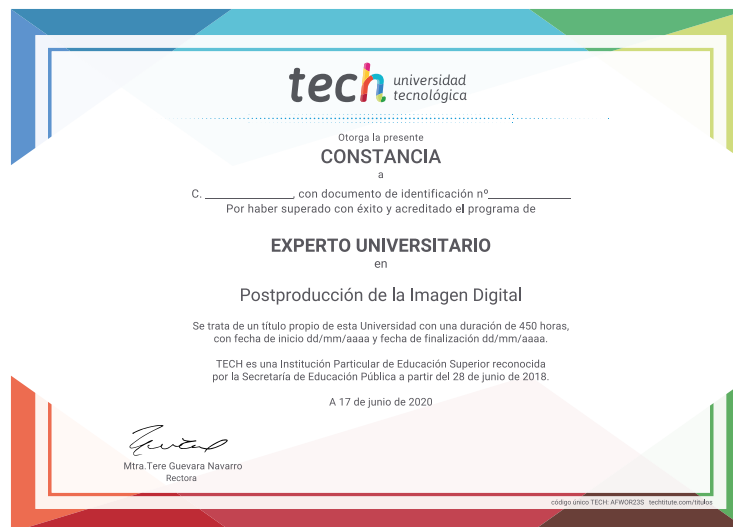 tech universidad
tecnológica
Otorga la presente
CONSTANCIA
a
C. ______________, con documento de identificación nº______________
Por haber superado con éxito y acreditado el programa de
EXPERTO UNIVERSITARIO
en
Postproducción de la Imagen Digital
Se trata de un título propio de esta Universidad con una duración de 450 horas,
con fecha de inicio dd/mm/aaaa y fecha de finalización dd/mm/aaaa.
TECH es una Institución Particular de Educación Superior reconocida
por la Secretaría de Educación Pública a partir del 28 de junio de 2018.
A 17 de junio de 2020
Mtra.Tere Guevara Navarro
Rectora
código único TECH: AFWOR23S techtitute.com/titulos